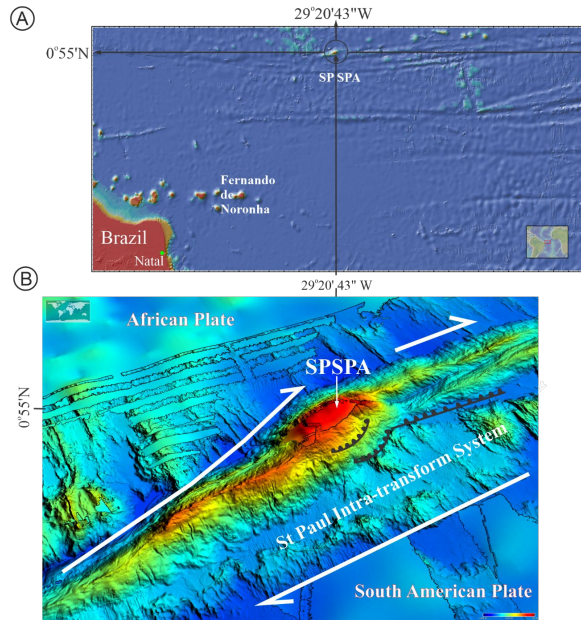 A
29°20'43" W
0°55'N
SP SPA
Fernando
de
Noronha
Brazil
Natal
29°20'43" W
B
African Plate
SPSPA
0°55'N
St Paul Intra-transform System
South American Plate